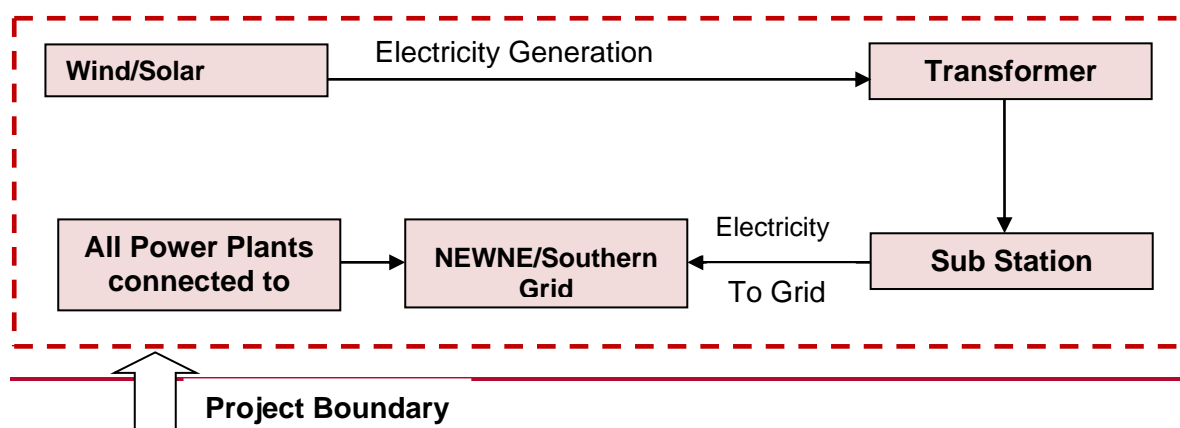 Wind/Solar
Electricity Generation
Transformer
All Power Plants
connected to
NEWNE/Southern
Grid
Electricity
To Grid
Sub Station
Project Boundary